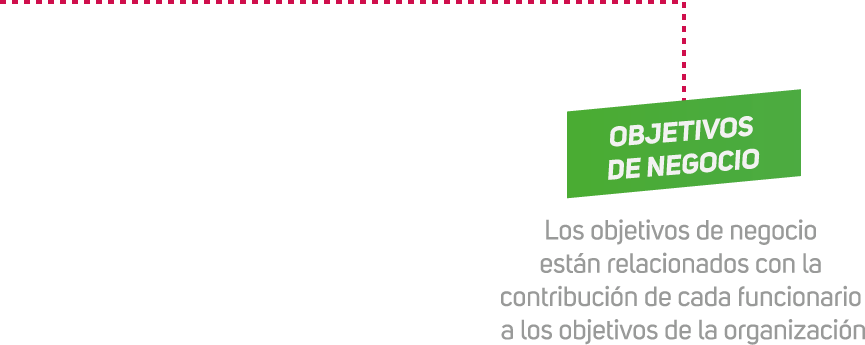 OBJETIVOS
DE NEGOCIO
Los objetivos de negocio
están relacionados con la
contribución de cada funcionario
a los objetivos de la organización